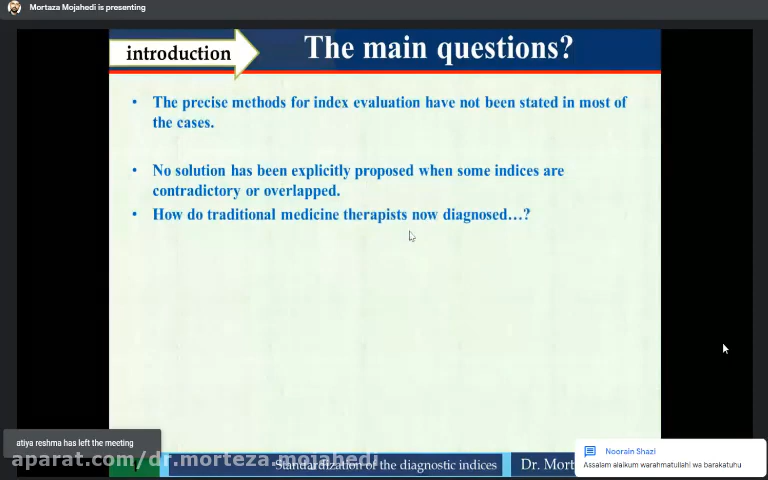 Mortaza Mojahedi is presenting
introduction
The main questions?
• The precise methods for index evaluation have not been stated in most of
the cases.
• No solution has been explicitly proposed when some indices are
contradictory or overlapped.
• How do traditional medicine therapists now diagnosed…?
atiya reshma has left the meeting
Noorain Shazi
Assalam alaikum warahmatullahi wa barakatuhu
aparat.com/dr.morteza.mojahedi
Standardization of the diagnostic indices
Dr. Mort